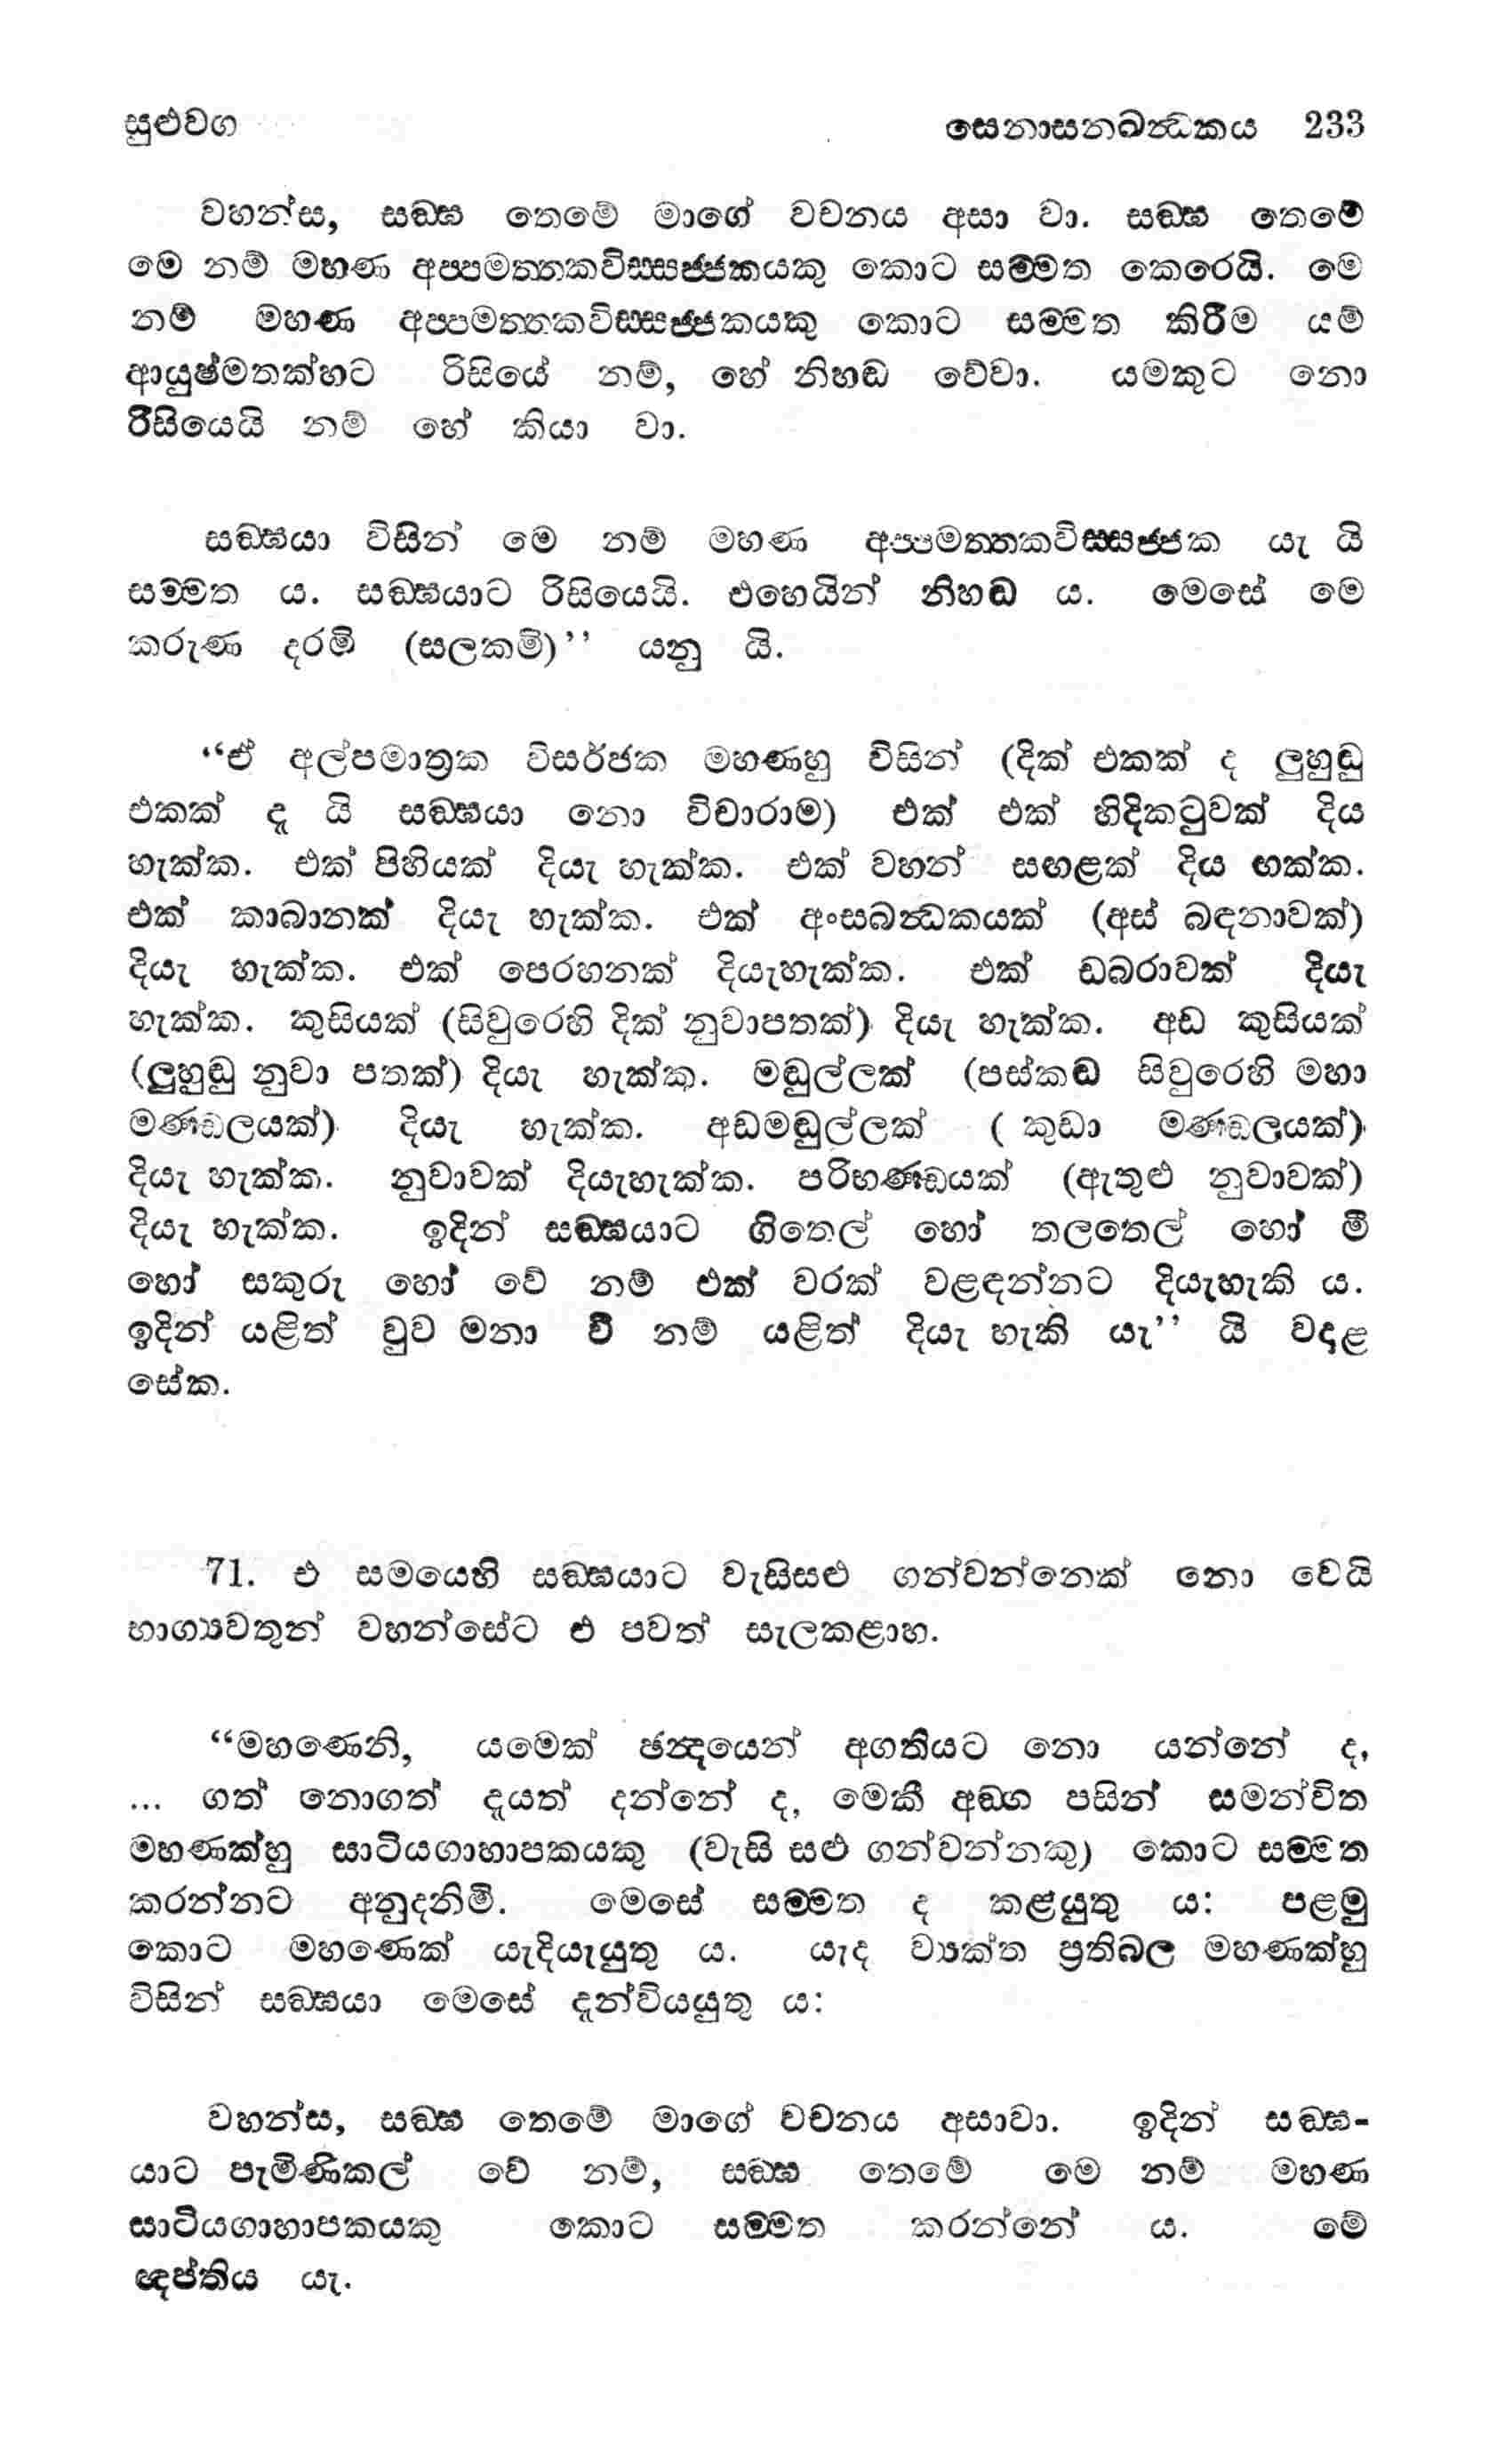 සුළුවග
සෙනාසනඛන්ධකය 233
වහන්ස, සඞ්ඝ තෙමේ මාගේ වචනය අසා වා. සඞ්ඝ තෙමේ
මෙ නම් මහණ අප්පමත්තකවිස්සජ්ජකයකු කොට සම්මත කෙරෙයි. මෙ
නම් මහණ අප්පමත්තකවිස්සජ්ජකයකු කොට සම්මත කිරීම යම්
ආයුෂ්මතක්හට රිසියේ නම්, හේ නිහඬ වේවා. යමකුට නො
රිසියෙයි නම් හේ කියා වා.
සඞ්ඝයා විසින් මෙ නම් මහණ අප්පමත්තකවිස්සජ්ජක යැ යි
සම්මත ය. සඞ්ඝයාට රිසියෙයි. එහෙයින් නිහඬ ය. මෙසේ මෙ
කරුණ දරමි (සලකමි)’’ යනු යි.
‘‘ඒ අල්පමාත්‍රක විසර්ජක මහණහු විසින් (දික් එකක් ද ලුහුඬු
එකක් දැ යි සඞ්ඝයා නො විචාරාම) එක් එක් හිදිකටුවක් දිය
හැක්ක. එක් පිහියක් දියැ හැක්ක. එක් වහන් සඟළක් දිය හක්ක.
එක් කාබානක් දියැ හැක්ක. එක් අංසබන්ධකයක් (අස් බඳනාවක්)
දියැ හැක්ක. එක් පෙරහනක් දියැහැක්ක. එක් ඩබරාවක් දියැ
හැක්ක. කුසියක් (සිවුරෙහි දික් නුවාපතක්) දියැ හැක්ක. අඩ කුසියක්
(ලුහුඬු නුවා පතක්) දියැ හැක්ක. මඬුල්ලක් (පස්කඬ සිවුරෙහි මහා
මණ්ඩලයක්) දියැ හැක්ක. අඩමඬුල්ලක් ( කුඩා මණ්ඩලයක්)
දියැ හැක්ක. නුවාවක් දියැහැක්ක. පරිභණ්ඩයක් (ඇතුළු නුවාවක්)
දියැ හැක්ක. ඉදින් සඞ්ඝයාට ගිතෙල් හෝ තලතෙල් හෝ මී
හෝ සකුරු හෝ වේ නම් එක් වරක් වළඳන්නට දියැහැකි ය.
ඉදින් යළිත් වුව මනා වී නම් යළිත් දියැ හැකි යැ’’ යි වදළ
සේක.
71. එ සමයෙහි සඞ්ඝයාට වැසිසළු ගන්වන්නෙක් නො වෙයි
භාග්‍යවතුන් වහන්සේට එ පවත් සැලකළාහ.
‘‘මහණෙනි, යමෙක් ඡන්දයෙන් අගතියට නො යන්නේ ද,
... ගත් නොගත් දැයත් දන්නේ ද, මෙකී අඞ්ග පසින් සමන්විත
මහණක්හු සාටියගාහාපකයකු (වැසි සළු ගන්වන්නකු) කොට සම්මත
කරන්නට අනුදනිමි. මෙසේ සම්මත ද කළයුතු ය: පළමු
කොට මහණෙක් යැදියැයුතු ය. යැද ව්‍යක්ත ප්‍රතිබල මහණක්හු
විසින් සඞ්ඝයා මෙසේ දැන්වියයුතු ය:
වහන්ස, සඞ්ඝ තෙමේ මාගේ වචනය අසාවා. ඉදින් සඞ්ඝ-
යාට පැමිණිකල් වේ නම්, සඞ්ඝ තෙමේ මෙ නම් මහණ
සාටියගාහාපකයකු කොට සම්මත කරන්නේ ය. මේ
ඥප්තිය යැ.